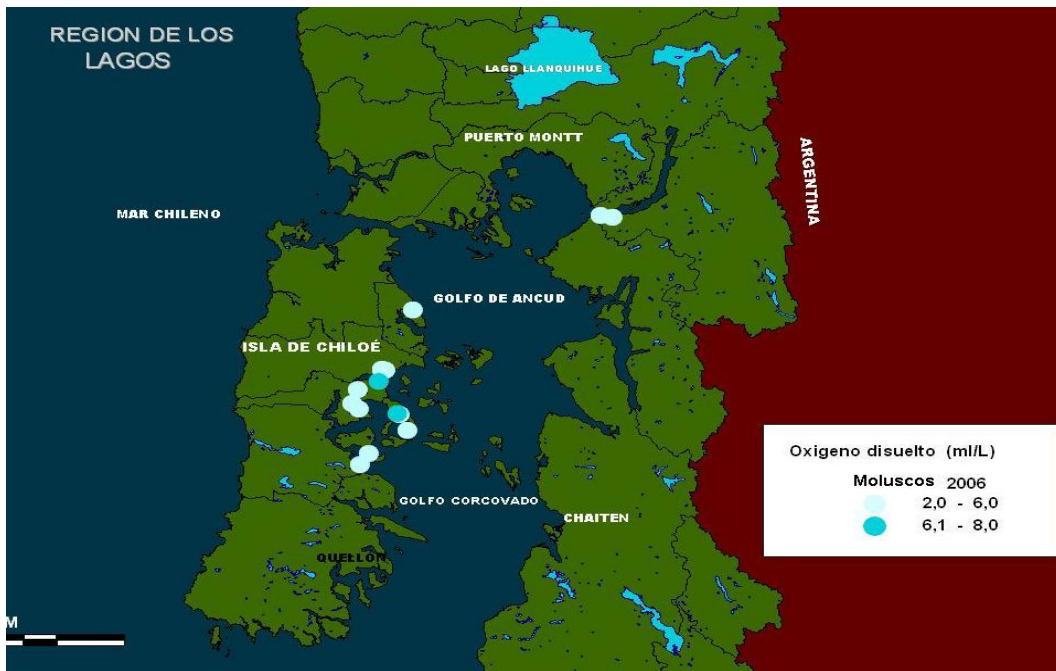 REGION DE LOS
LAGOS
LAGO LLANQUIHUE
PUERTO MONTT
ARGENTINA
MAR CHILENO
GOLFO DE ANCUD
ISLA DE CHILOÉ
GOLFO CORCOVADO
CHAITEN
QUELLON
Oxigeno disuelto (ml/L)
Moluscos 2006
2,0 - 6,0
6,1 - 8,0
M